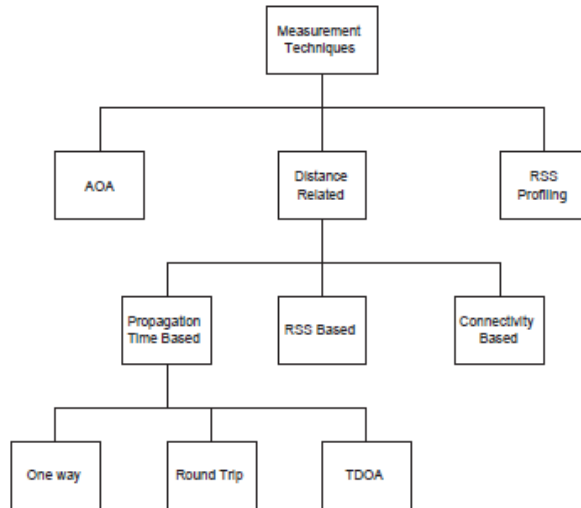 Measurement
Techniques
AOA
Distance
Related
RSS
Profiling
Propagation
Time Based
RSS Based
Connectivity
Based
One way
Round Trip
TDOA